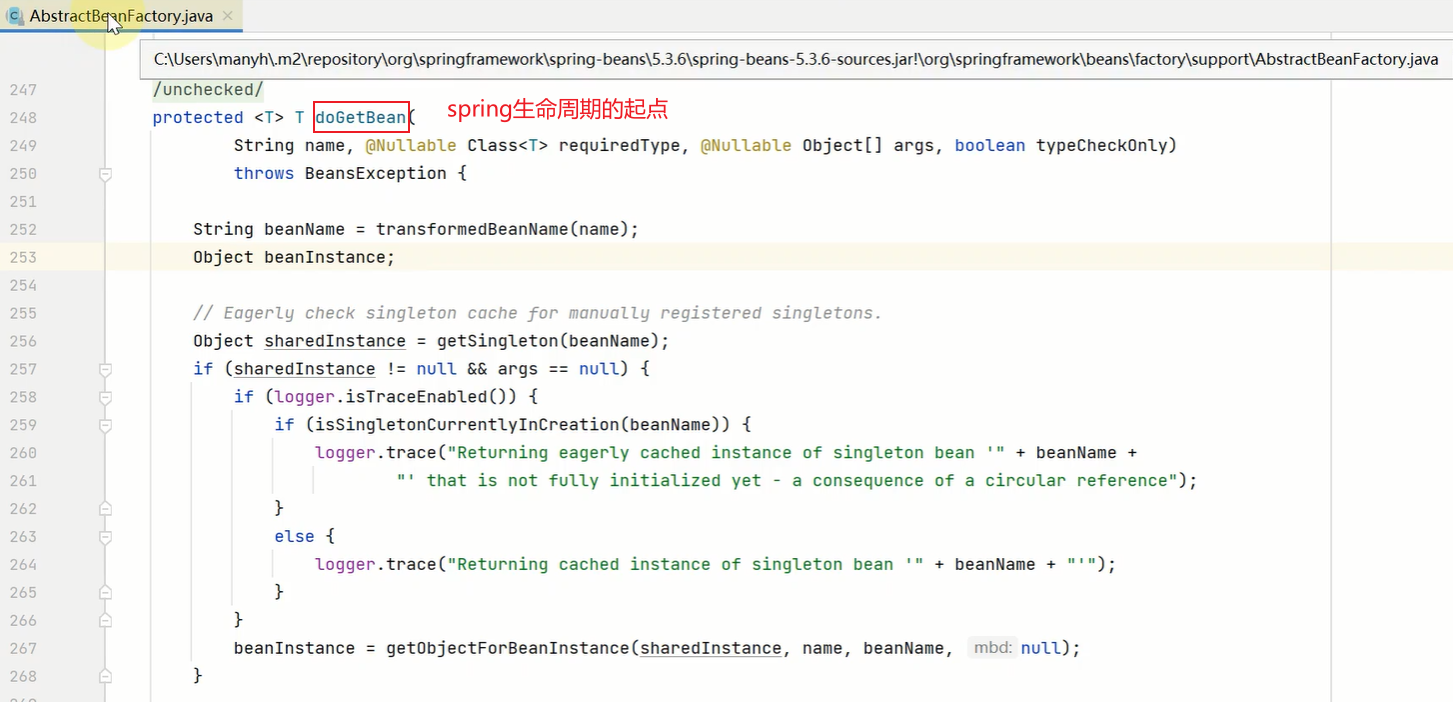 AbstractBeanFactory.java
C:\Users\manyh\.m2\repository\org\springframework\spring-beans\5.3.6\spring-beans-5.3.6-sources.jar!\org\springframework\beans\factory\support\AbstractBeanFactory.java
247 /unchecked/
248 protected <T> T doGetBean( spring生命周期的起点
249 String name, @Nullable Class<T> requiredType, @Nullable Object[] args, boolean typeCheckOnly)
250 throws BeansException {
251
252 String beanName = transformedBeanName(name);
253 Object beanInstance;
254
255 // Eagerly check singleton cache for manually registered singletons.
256 Object sharedInstance = getSingleton(beanName);
257 if (sharedInstance != null && args == null) {
258 if (logger.isTraceEnabled()) {
259 if (isSingletonCurrentlyInCreation(beanName)) {
260 logger.trace("Returning eagerly cached instance of singleton bean '" + beanName +
261 "' that is not fully initialized yet - a consequence of a circular reference");
262 }
263 else {
264 logger.trace("Returning cached instance of singleton bean '" + beanName + "'");
265 }
266 }
267 beanInstance = getObjectForBeanInstance(sharedInstance, name, beanName, mbd: null);
268 }